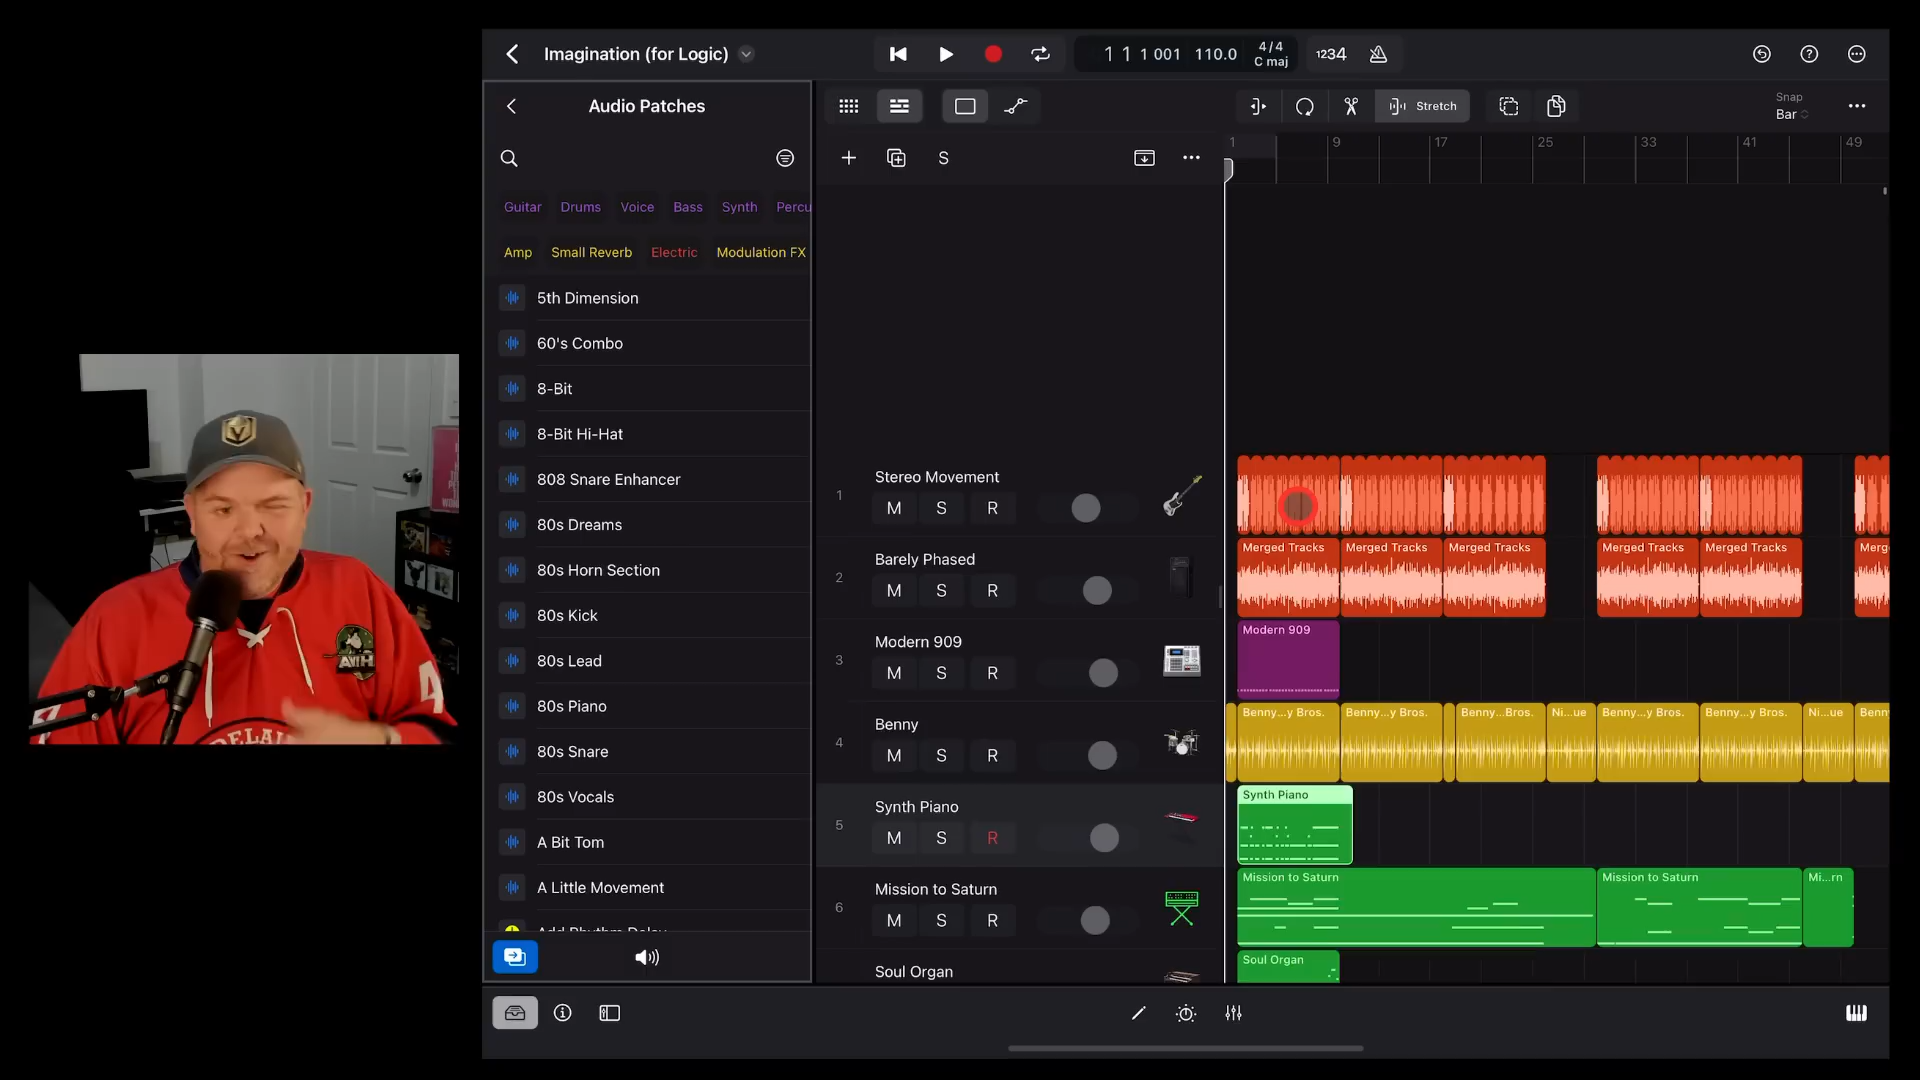 Imagination (for Logic)
1 1 1 001 110.0 4/4 C maj
1234
Audio Patches
Stretch
Snap
Bar
S
1 9 17 25 33 41 49
Guitar Drums Voice Bass Synth Percu
Amp Small Reverb Electric Modulation FX
5th Dimension
60's Combo
8-Bit
8-Bit Hi-Hat
808 Snare Enhancer
80s Dreams
80s Horn Section
80s Kick
80s Lead
80s Piano
80s Snare
80s Vocals
A Bit Tom
A Little Movement
1
Stereo Movement
M S R
2
Barely Phased
M S R
Merged Tracks Merged Tracks Merged Tracks Merged Tracks Merged Tracks Merg
3
Modern 909
M S R
Modern 909
4
Benny
M S R
Benny...y Bros. Benny...y Bros. Benny...Bros. Ni...ue Benny...y Bros. Benny...y Bros. Ni...ue Benn
5
Synth Piano
M S R
Synth Piano
6
Mission to Saturn
M S R
Mission to Saturn Mission to Saturn Mi...rn
Soul Organ
Soul Organ
AVIH
4